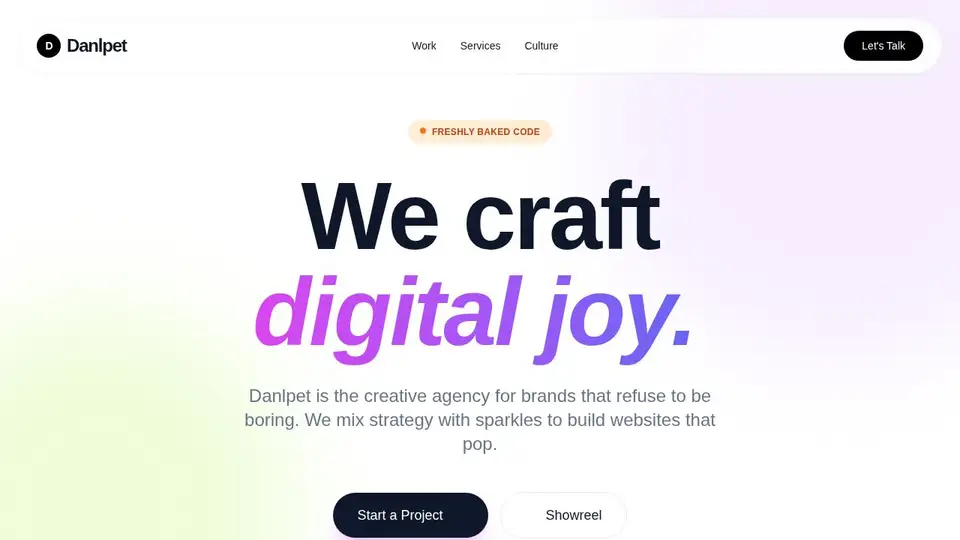 D Danlpet
Work Services Culture
Let's Talk
FRESHLY BAKED CODE
We craft
digital joy.
Danlpet is the creative agency for brands that refuse to be
boring. We mix strategy with sparkles to build websites that
pop.
Start a Project
Showreel